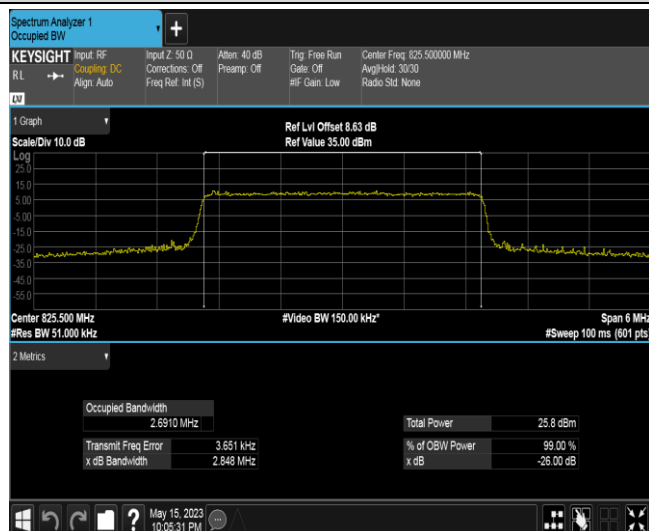 Spectrum Analyzer 1
Occupied BW
+
KEYSIGHT Input: RF Input Z: 50 Ω Atten: 40 dB Trig: Free Run Center Freq: 825.500000 MHz
RL Coupling: DC Corrections: Off Preamp: Off Gate: Off Avg|Hold: 30/30
Align: Auto Freq Ref: Int (S) #IF Gain: Low Radio Std: None
LXI
1 Graph
Ref Lvl Offset 8.63 dB
Scale/Div 10.0 dB Ref Value 35.00 dBm
Log
25.0
15.0
5.00
-5.00
-15.0
-25.0
-35.0
-45.0
-55.0
Center 825.500 MHz #Video BW 150.00 kHz* Span 6 MHz
#Res BW 51.000 kHz #Sweep 100 ms (601 pts)
2 Metrics
Occupied Bandwidth
2.6910 MHz Total Power 25.8 dBm
Transmit Freq Error 3.651 kHz % of OBW Power 99.00 %
x dB Bandwidth 2.848 MHz x dB -26.00 dB
? May 15, 2023
10:05:31 PM